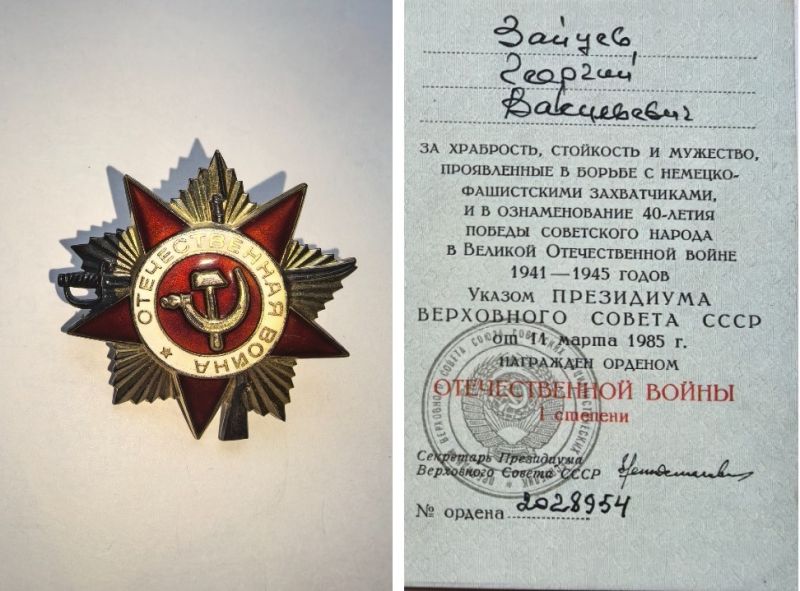 ОТЕЧЕСТВЕННАЯ ВОЙНА
Зайцев
Георгий
ЗА ХРАБРОСТЬ, СТОЙКОСТЬ И МУЖЕСТВО,
ПРОЯВЛЕННЫЕ В БОРЬБЕ С НЕМЕЦКО-
ФАШИСТСКИМИ ЗАХВАТЧИКАМИ,
И В ОЗНАМЕНОВАНИЕ 40-ЛЕТИЯ
ПОБЕДЫ СОВЕТСКОГО НАРОДА
В ВЕЛИКОЙ ОТЕЧЕСТВЕННОЙ ВОЙНЕ
1941—1945 ГОДОВ
УКАЗОМ ПРЕЗИДИУМА
ВЕРХОВНОГО СОВЕТА СССР
от 11 марта 1985 г.
НАГРАЖДЕН ОРДЕНОМ
ОТЕЧЕСТВЕННОЙ ВОЙНЫ
I степени
Секретарь Президиума
Верховного Совета СССР
№ ордена 2028954